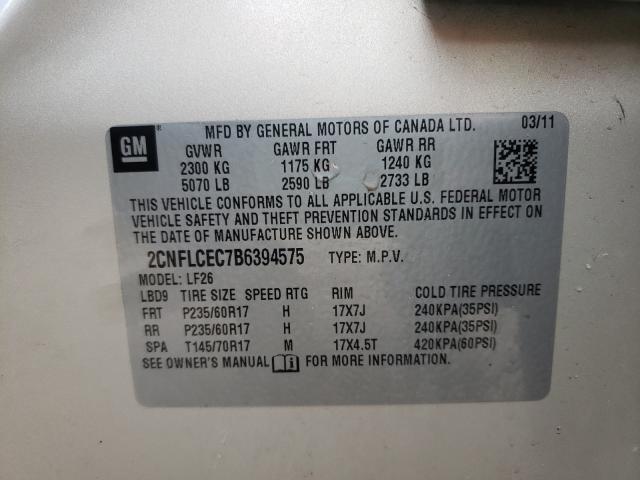 GM ®
MFD BY GENERAL MOTORS OF CANADA LTD. 03/11
GVWR GAWR FRT GAWR RR
2300 KG 1175 KG 1240 KG
5070 LB 2590 LB 2733 LB
THIS VEHICLE CONFORMS TO ALL APPLICABLE U.S. FEDERAL MOTOR
VEHICLE SAFETY AND THEFT PREVENTION STANDARDS IN EFFECT ON
THE DATE OF MANUFACTURE SHOWN ABOVE.
2CNFLCEC7B6394575 TYPE: M.P.V.
MODEL: LF26
LBD9 TIRE SIZE SPEED RTG RIM COLD TIRE PRESSURE
FRT P235/60R17 H 17X7J 240KPA(35PSI)
RR P235/60R17 H 17X7J 240KPA(35PSI)
SPA T145/70R17 M 17X4.5T 420KPA(60PSI)
SEE OWNER'S MANUAL FOR MORE INFORMATION.